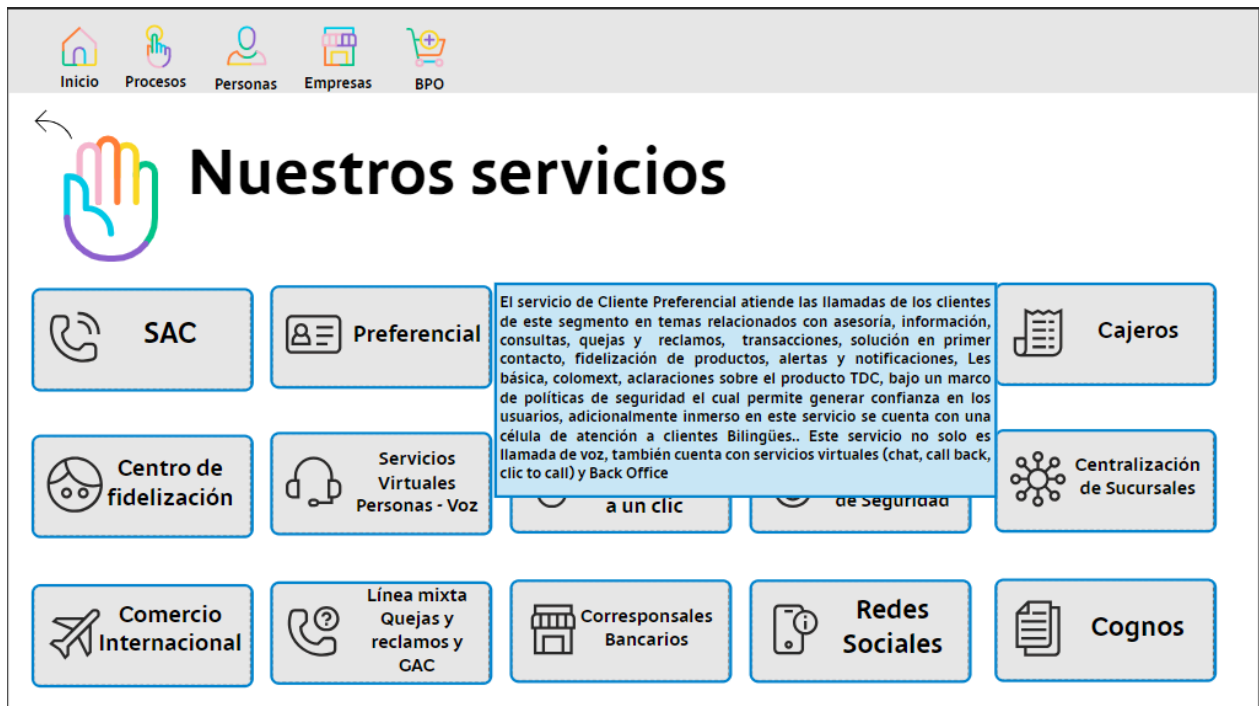 Inicio
Procesos
Personas
Empresas
BPO
Nuestros servicios
SAC
Preferencial
El servicio de Cliente Preferencial atiende las llamadas de los clientes
de este segmento en temas relacionados con asesoría, información,
consultas, quejas y reclamos, transacciones, solución en primer
contacto, fidelización de productos, alertas y notificaciones, Les
básica, colomext, aclaraciones sobre el producto TDC, bajo un marco
de políticas de seguridad el cual permite generar confianza en los
usuarios, adicionalmente inmerso en este servicio se cuenta con una
célula de atención a clientes Bilingües.. Este servicio no solo es
llamada de voz, también cuenta con servicios virtuales (chat, call back,
clic to call) y Back Office
Cajeros
Centro de
fidelización
Servicios
Virtuales
Personas - Voz
a un clic
de Seguridad
Centralización
de Sucursales
Comercio
Internacional
Línea mixta
Quejas y
reclamos y
GAC
Corresponsales
Bancarios
Redes
Sociales
Cognos